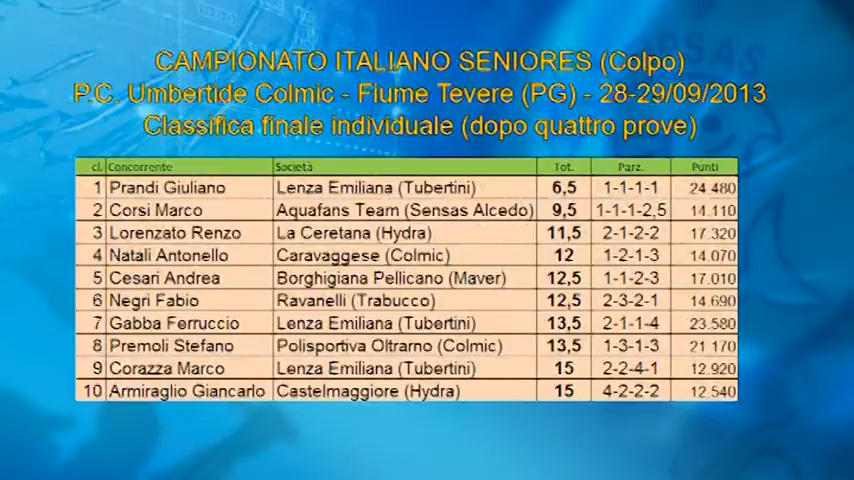 CAMPIONATO ITALIANO SENIORES (Colpo)
P.C. Umbertide Colmic - Fiume Tevere (PG) - 28-29/09/2013
Classifica finale individuale (dopo quattro prove)
cl. Concorrente Società Tot. Parz. Punti
1 Prandi Giuliano Lenza Emiliana (Tubertini) 6,5 1-1-1-1 24.480
2 Corsi Marco Aquafans Team (Sensas Alcedo) 9,5 1-1-1-2,5 14.110
3 Lorenzato Renzo La Ceretana (Hydra) 11,5 2-1-2-2 17.320
4 Natali Antonello Caravaggese (Colmic) 12 1-2-1-3 14.070
5 Cesari Andrea Borghigiana Pellicano (Maver) 12,5 1-1-2-3 17.010
6 Negri Fabio Ravanelli (Trabucco) 12,5 2-3-2-1 14.690
7 Gabba Ferruccio Lenza Emiliana (Tubertini) 13,5 2-1-1-4 23.580
8 Premoli Stefano Polisportiva Oltrarno (Colmic) 13,5 1-3-1-3 21.170
9 Corazza Marco Lenza Emiliana (Tubertini) 15 2-2-4-1 12.920
10 Armiraglio Giancarlo Castelmaggiore (Hydra) 15 4-2-2-2 12.540